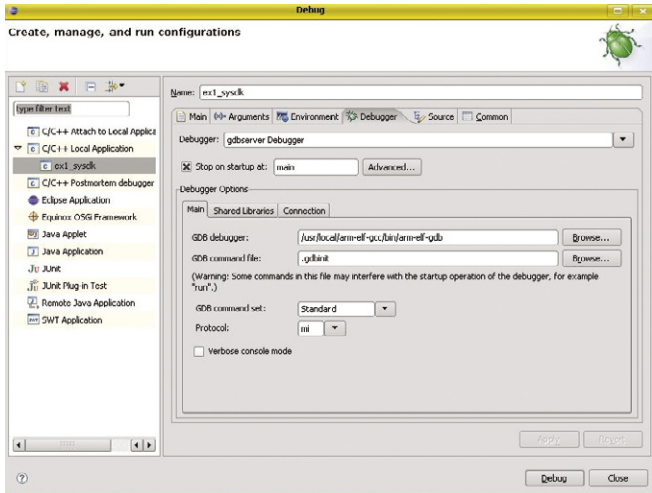 Debug
Create, manage, and run configurations
type filter text
C/C++ Attach to Local Applica
C/C++ Local Application
ex1_sysclk
C/C++ Postmortem debugger
Eclipse Application
Equinox OSGi Framework
Java Applet
Java Application
JUnit
JUnit Plug-in Test
Remote Java Application
SWT Application
Name: ex1_sysclk
Main Arguments Environment Debugger Source Common
Debugger: gdbserver Debugger
Stop on startup at: main Advanced...
Debugger Options
Main Shared Libraries Connection
GDB debugger: /usr/local/arm-elf-gcc/bin/arm-elf-gdb Browse...
GDB command file: .gdbinit Browse...
(Warning: Some commands in this file may interfere with the startup operation of the debugger, for example
"run".)
GDB command set: Standard
Protocol: mi
Verbose console mode
Apply Revert
Debug Close